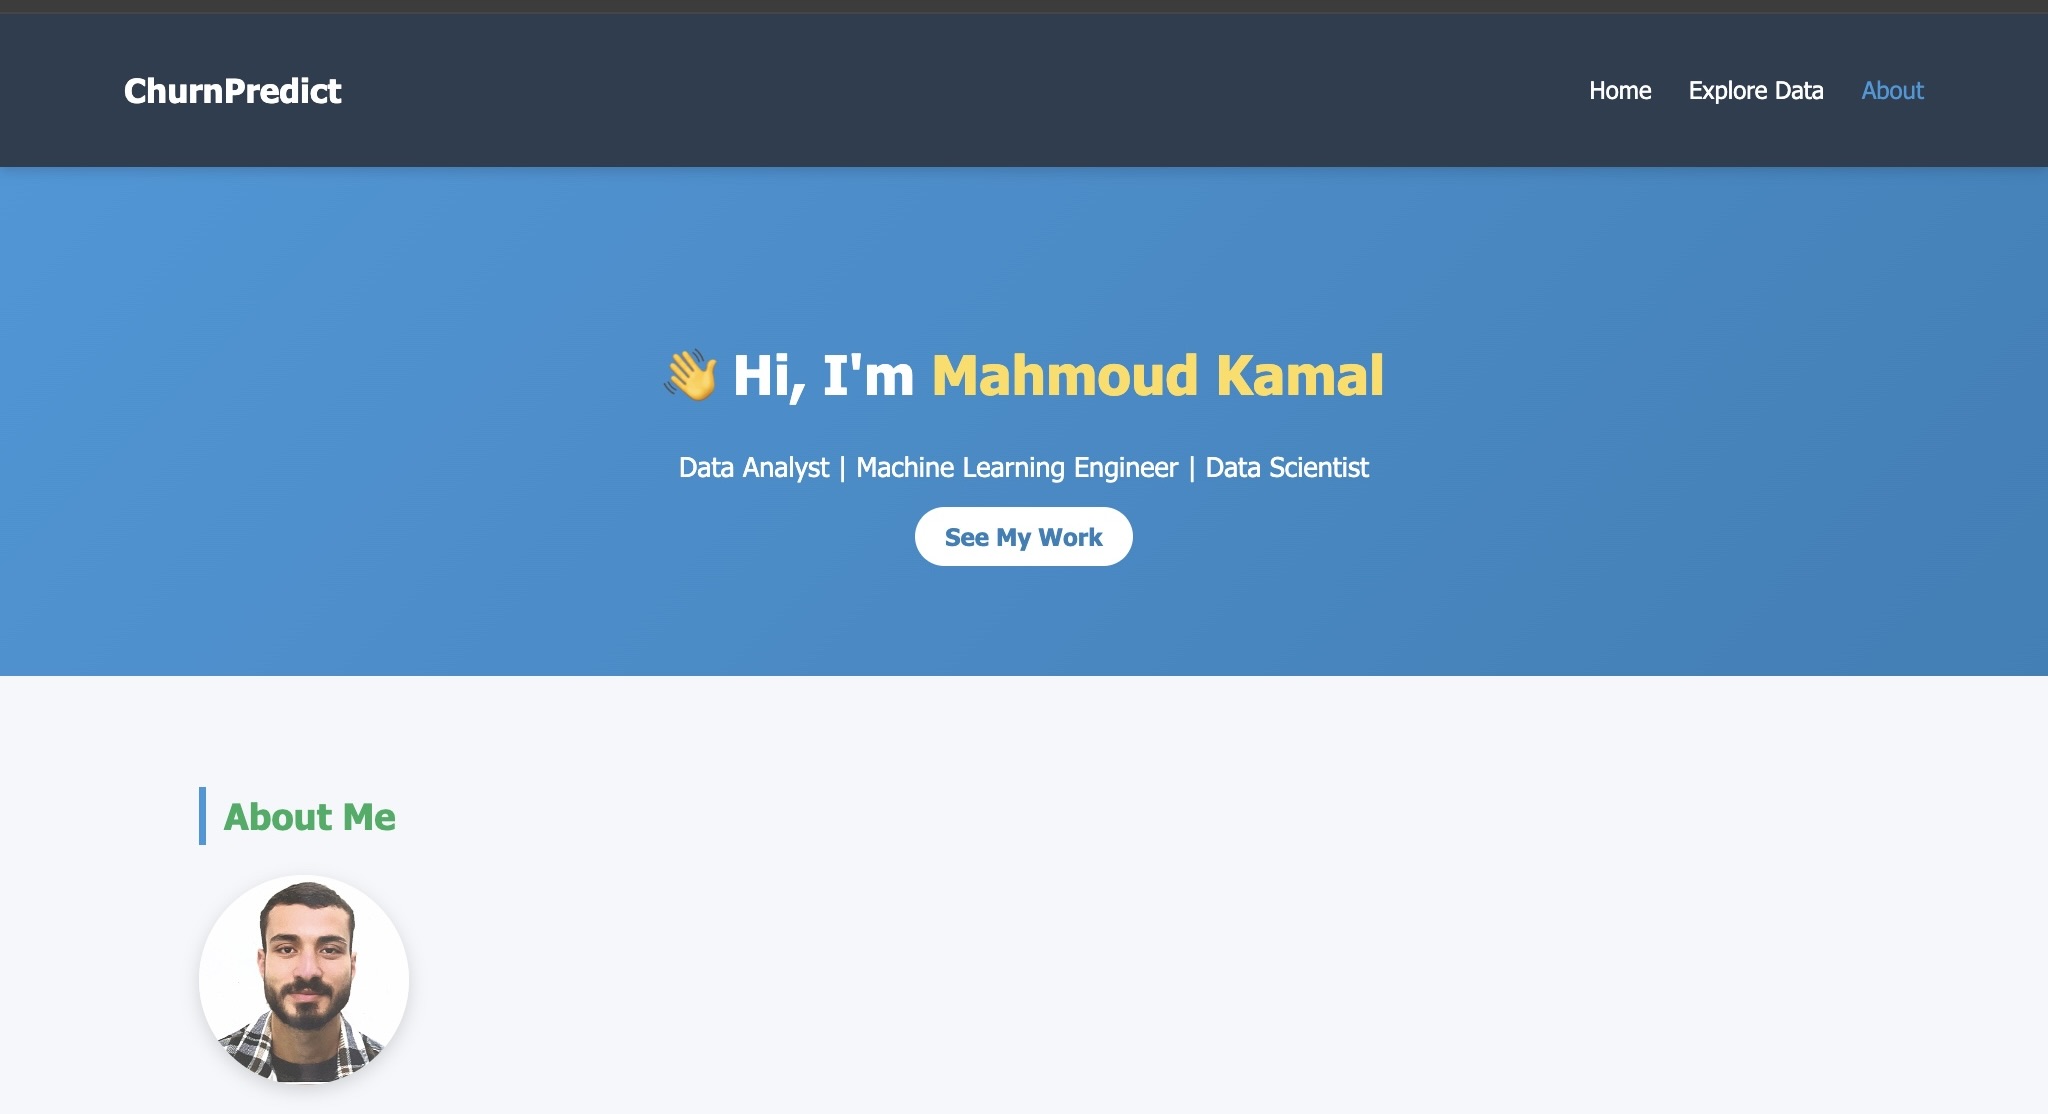 ChurnPredict
Home Explore Data About
👋 Hi, I'm Mahmoud Kamal
Data Analyst | Machine Learning Engineer | Data Scientist
See My Work
About Me